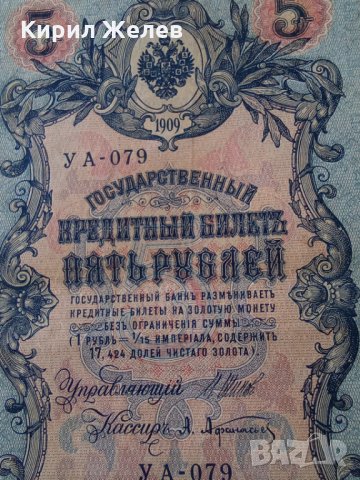 Кирил Желев
5 5
1909
УА-079
ГОСУДАРСТВЕННЫЙ
КРЕДИТНЫЙ БИЛЕТЪ
ПЯТЬ РУБЛЕЙ
ГОСУДАРСТВЕННЫЙ БАНКЪ РАЗМѢНИВАЕТЪ
КРЕДИТНЫЕ БИЛЕТЫ НА ЗОЛОТУЮ МОНЕТУ
БЕЗЪ ОГРАНИЧЕНІЯ СУММЫ
(1 РУБЛЬ = 1/15 ИМПЕРІАЛА, СОДЕРЖИТЪ
17,424 ДОЛЕЙ ЧИСТАГО ЗОЛОТА).
Управляющій
Кассиръ А. Афанасьев
УА-079
BAZAR
bg